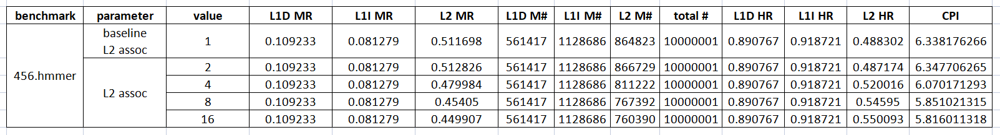 benchmark parameter value L1D MR L1I MR L2 MR L1D M# L1I M# L2 M# total # L1D HR L1I HR L2 HR CPI
456.hmmer
baseline
L2 assoc
1 0.109233 0.081279 0.511698 561417 1128686 864823 10000001 0.890767 0.918721 0.488302 6.338176266
L2 assoc
2 0.109233 0.081279 0.512826 561417 1128686 866729 10000001 0.890767 0.918721 0.487174 6.347706265
4 0.109233 0.081279 0.479984 561417 1128686 811222 10000001 0.890767 0.918721 0.520016 6.070171293
8 0.109233 0.081279 0.45405 561417 1128686 767392 10000001 0.890767 0.918721 0.54595 5.851021315
16 0.109233 0.081279 0.449907 561417 1128686 760390 10000001 0.890767 0.918721 0.550093 5.816011318